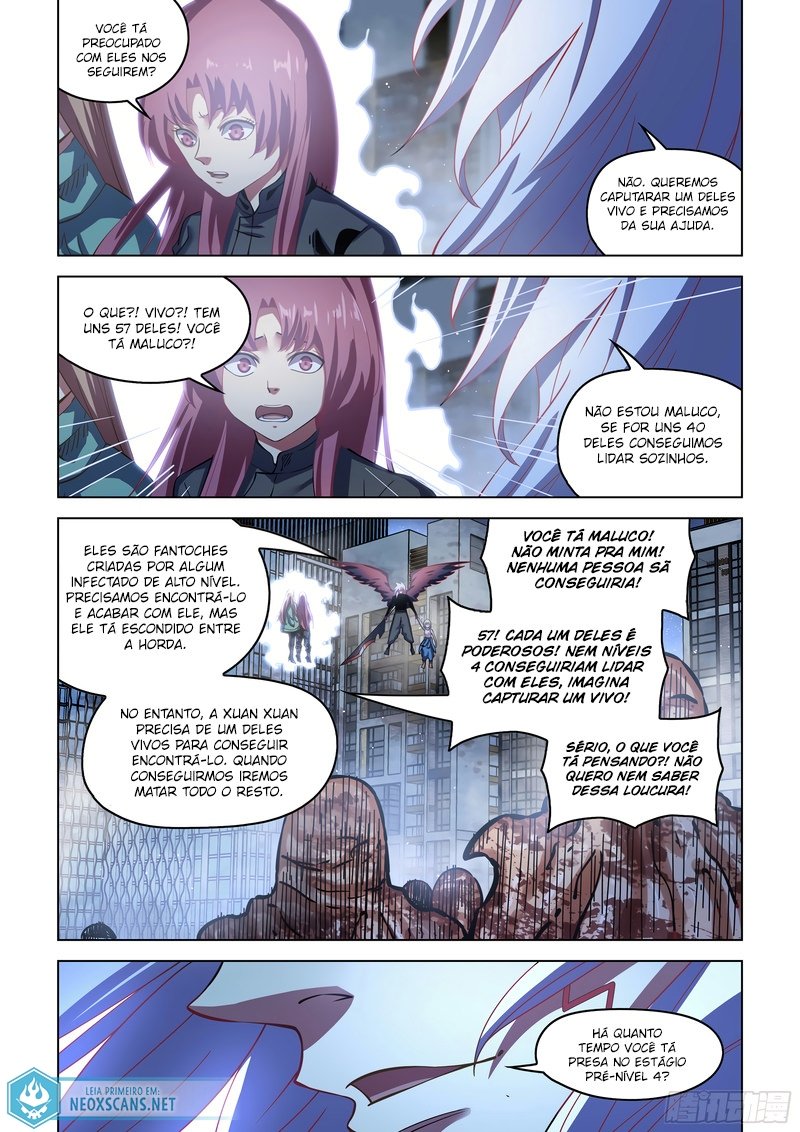 VOCÊ TÁ
PREOCUPADO
COM ELES NOS
SEGUIREM?
NÃO. QUEREMOS
CAPUTARAR UM DELES
VIVO E PRECISAMOS
DA SUA AJUDA.
O QUE?! VIVO?! TEM
UNS 57 DELES! VOCÊ
TÁ MALUCO?!
NÃO ESTOU MALUCO,
SE FOR UNS 40
DELES CONSEGUIMOS
LIDAR SOZINHOS.
ELES SÃO FANTOCHES
CRIADAS POR ALGUM
INFECTADO DE ALTO NÍVEL.
PRECISAMOS ENCONTRÁ-LO
E ACABAR COM ELE, MAS
ELE TÁ ESCONDIDO ENTRE
A HORDA.
NO ENTANTO, A XUAN XUAN
PRECISA DE UM DELES
VIVOS PARA CONSEGUIR
ENCONTRÁ-LO. QUANDO
CONSEGUIRMOS IREMOS
MATAR TODO O RESTO.
VOCÊ TÁ MALUCO!
NÃO MINTA PRA MIM!
NENHUMA PESSOA SÃ
CONSEGUIRIA!
57! CADA UM DELES É
PODEROSOS! NEM NÍVEIS
4 CONSEGUIRIAM LIDAR
COM ELES, IMAGINA
CAPTURAR UM VIVO!
SÉRIO, O QUE VOCÊ
TÁ PENSANDO?! NÃO
QUERO NEM SABER
DESSA LOUCURA!
HÁ QUANTO
TEMPO VOCÊ TÁ
PRESA NO ESTÁGIO
PRÉ-NÍVEL 4?
LEIA PRIMEIRO EM:
NEOXSCANS.NET
腾讯动漫